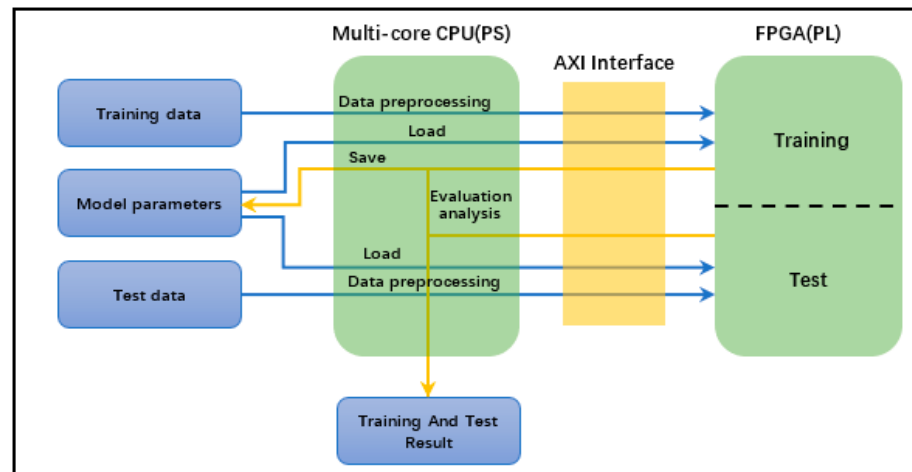 Multi-core CPU(PS)
FPGA(PL)
AXI Interface
Training data
Data preprocessing
Load
Training
Save
Model parameters
Evaluation
analysis
Load
Test data
Data preprocessing
Test
Training And Test
Result